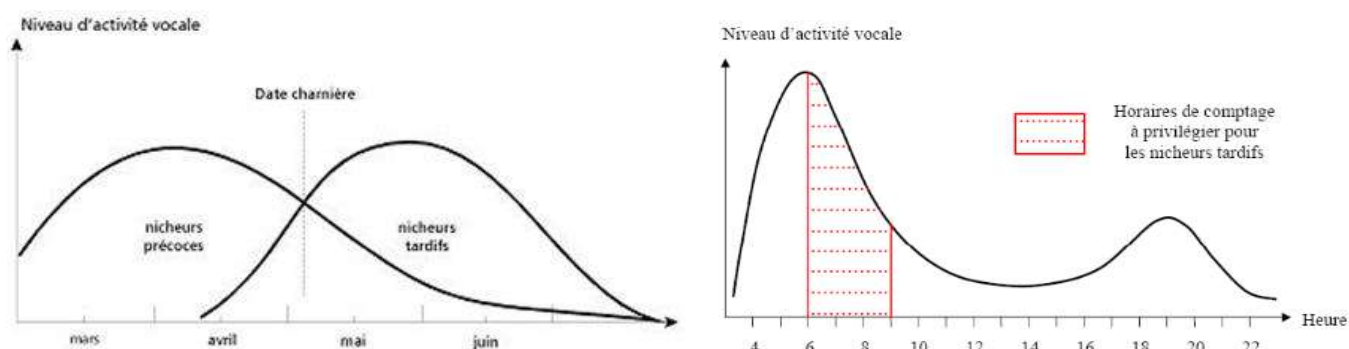 Niveau d'activité vocale
Date charnière
nicheurs
précoces
nicheurs
tardifs
mars
avril
mai
juin
Niveau d'activité vocale
Horaires de comptage
à privilégier pour
les nicheurs tardifs
Heure
4 6 8 10 12 14 16 18 20 22